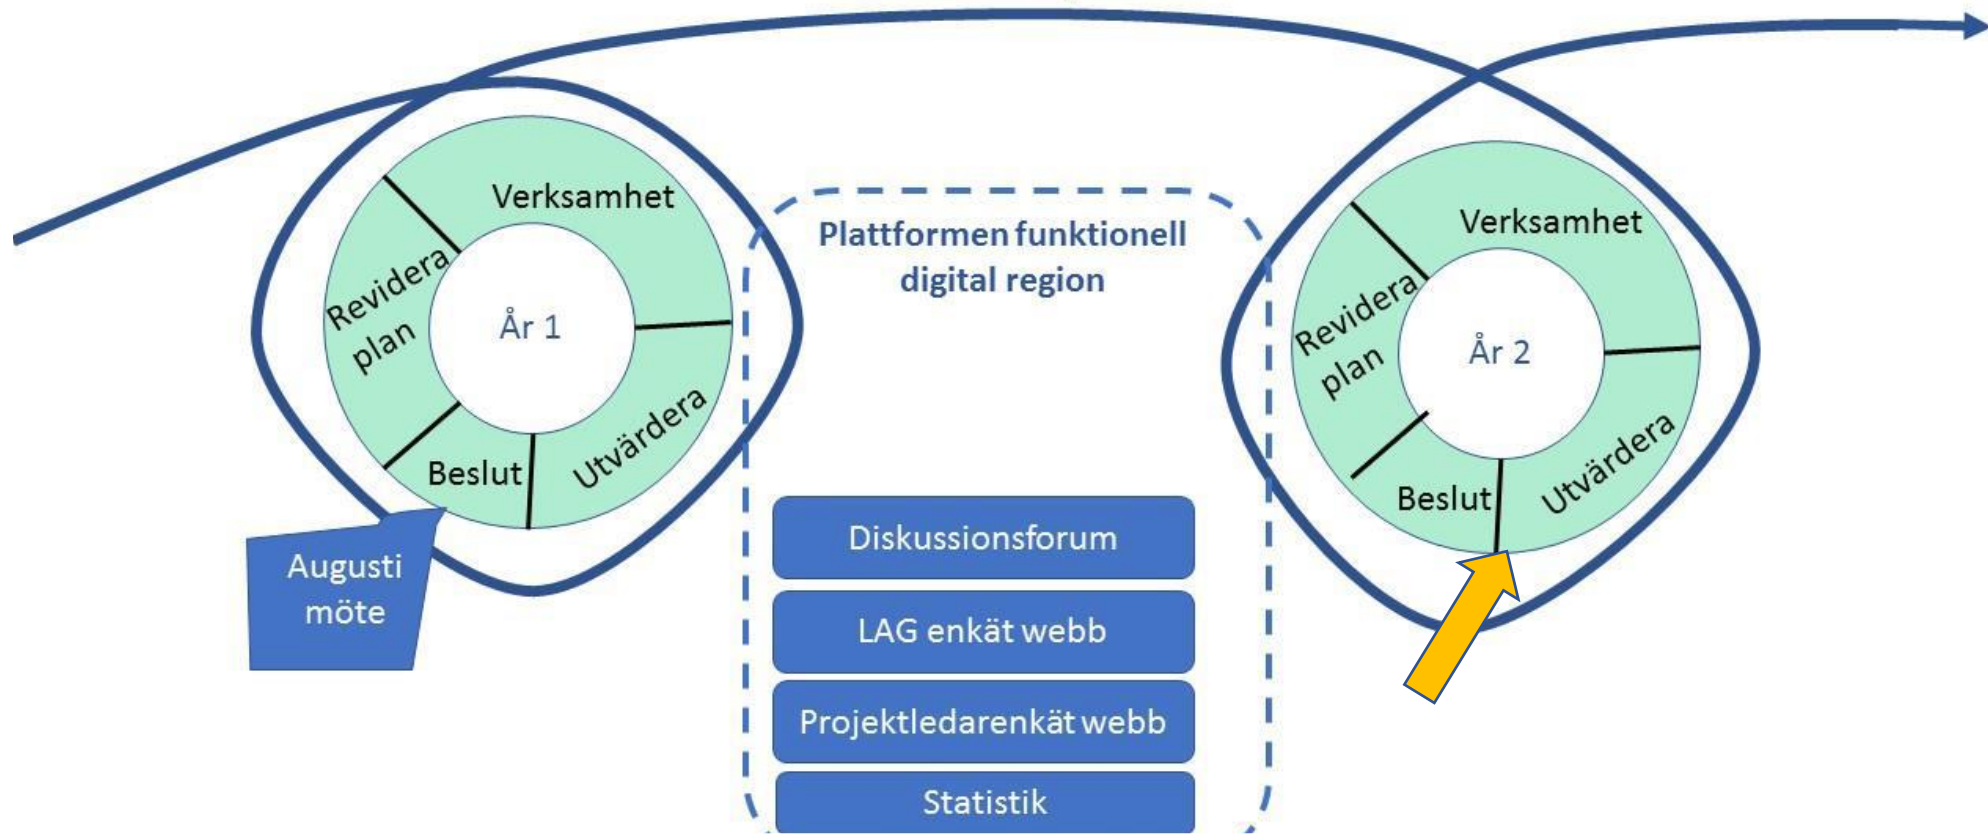 Verksamhet
Revidera
plan
År 1
Utvärdera
Beslut
Augusti
möte
Plattformen funktionell
digital region
Diskussionsforum
LAG enkät webb
Projektledarenkät webb
Statistik
Verksamhet
Revidera
plan
År 2
Utvärdera
Beslut